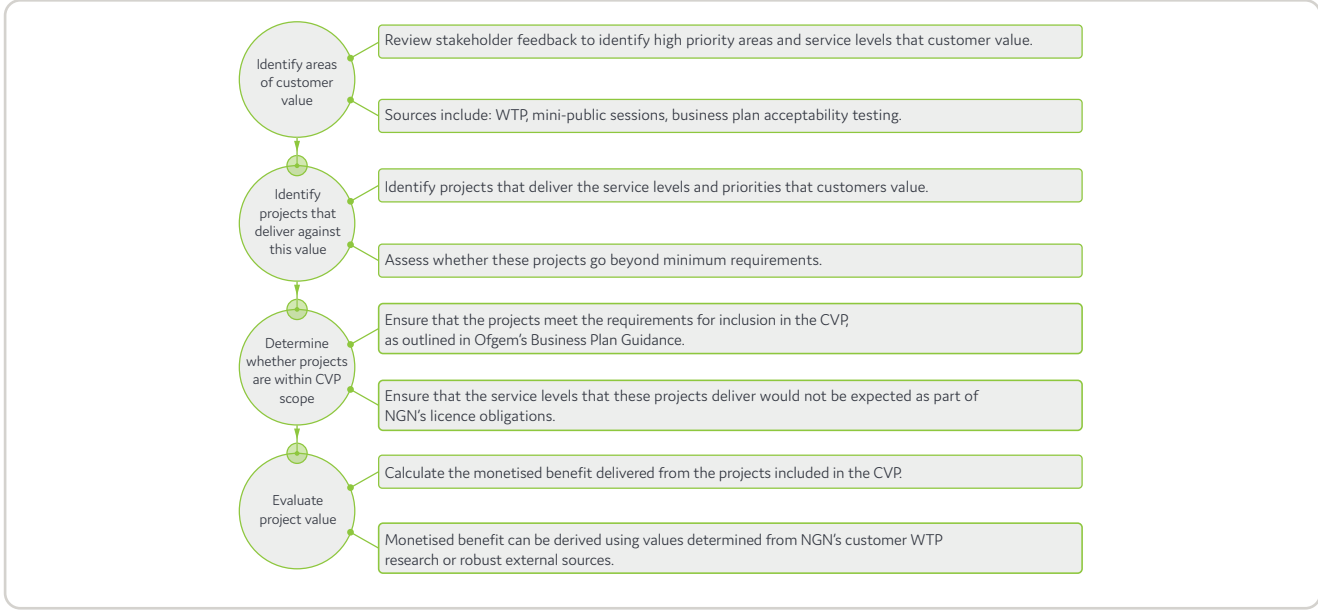 Identify areas
of customer
value
Review stakeholder feedback to identify high priority areas and service levels that customer value.
Sources include: WTP, mini-public sessions, business plan acceptability testing.
Identify
projects that
deliver against
this value
Identify projects that deliver the service levels and priorities that customers value.
Assess whether these projects go beyond minimum requirements.
Determine
whether projects
are within CVP
scope
Ensure that the projects meet the requirements for inclusion in the CVP,
as outlined in Ofgem's Business Plan Guidance.
Ensure that the service levels that these projects deliver would not be expected as part of
NGN's licence obligations.
Evaluate
project value
Calculate the monetised benefit delivered from the projects included in the CVP.
Monetised benefit can be derived using values determined from NGN's customer WTP
research or robust external sources.